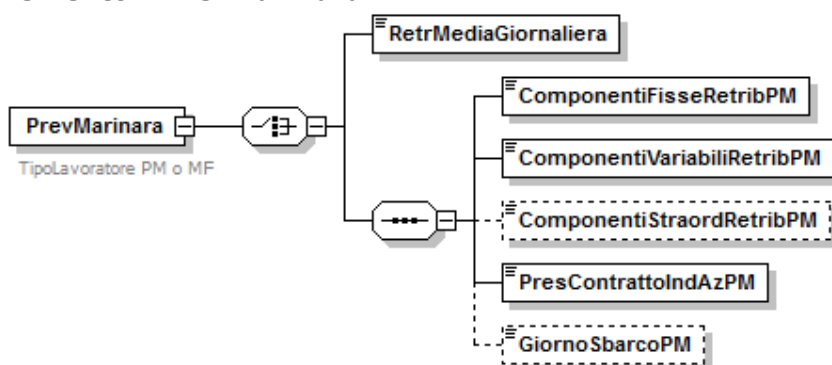 RetrMediaGiornaliera
ComponentiFisseRetribPM
PrevMarinara
ComponentiVariabiliRetribPM
TipoLavoratore PM o MF
ComponentiStraordRetribPM
PresContrattoIndAzPM
GiornoSbarcoPM